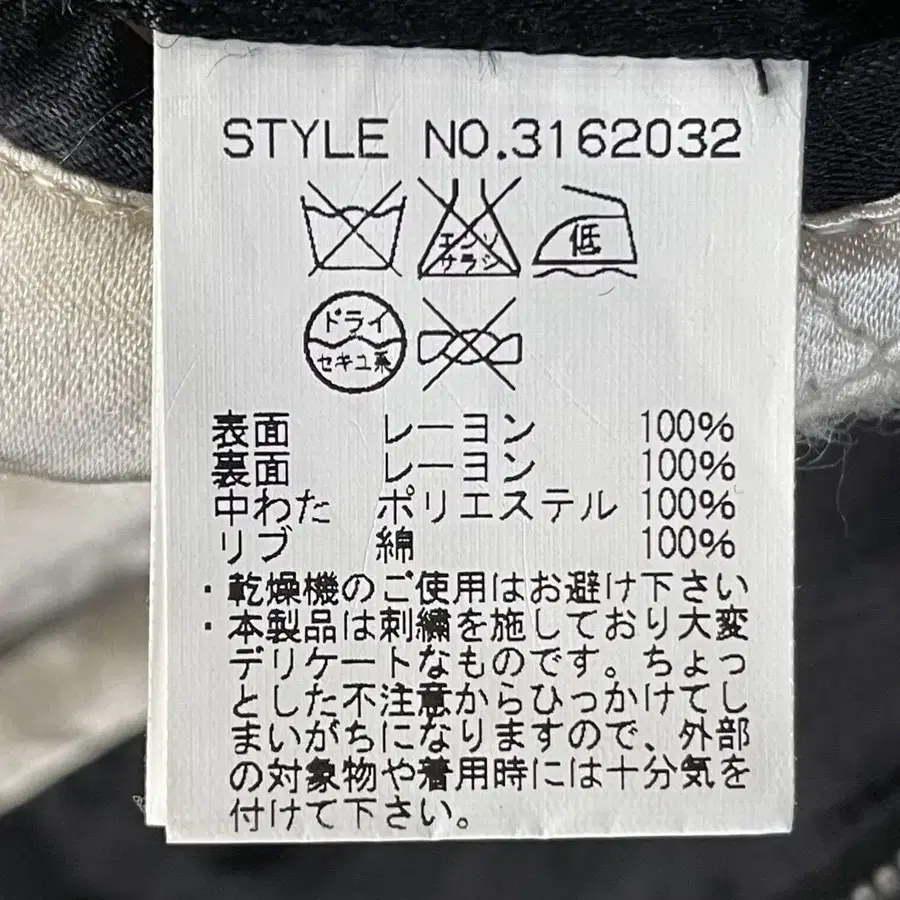 STYLE NO.3162032
エンソ
サラシ
低
ドライ
セキユ系
表面 レーヨン 100%
裏面 レーヨン 100%
中わた ポリエステル 100%
リブ 綿 100%
・乾燥機のご使用はお避け下さい
・本製品は刺繍を施しており大変
デリケートなものです。ちょっ
とした不注意からひっかけてし
まいがちになりますので、外部
の対象物や着用時には十分気を
付けて下さい。